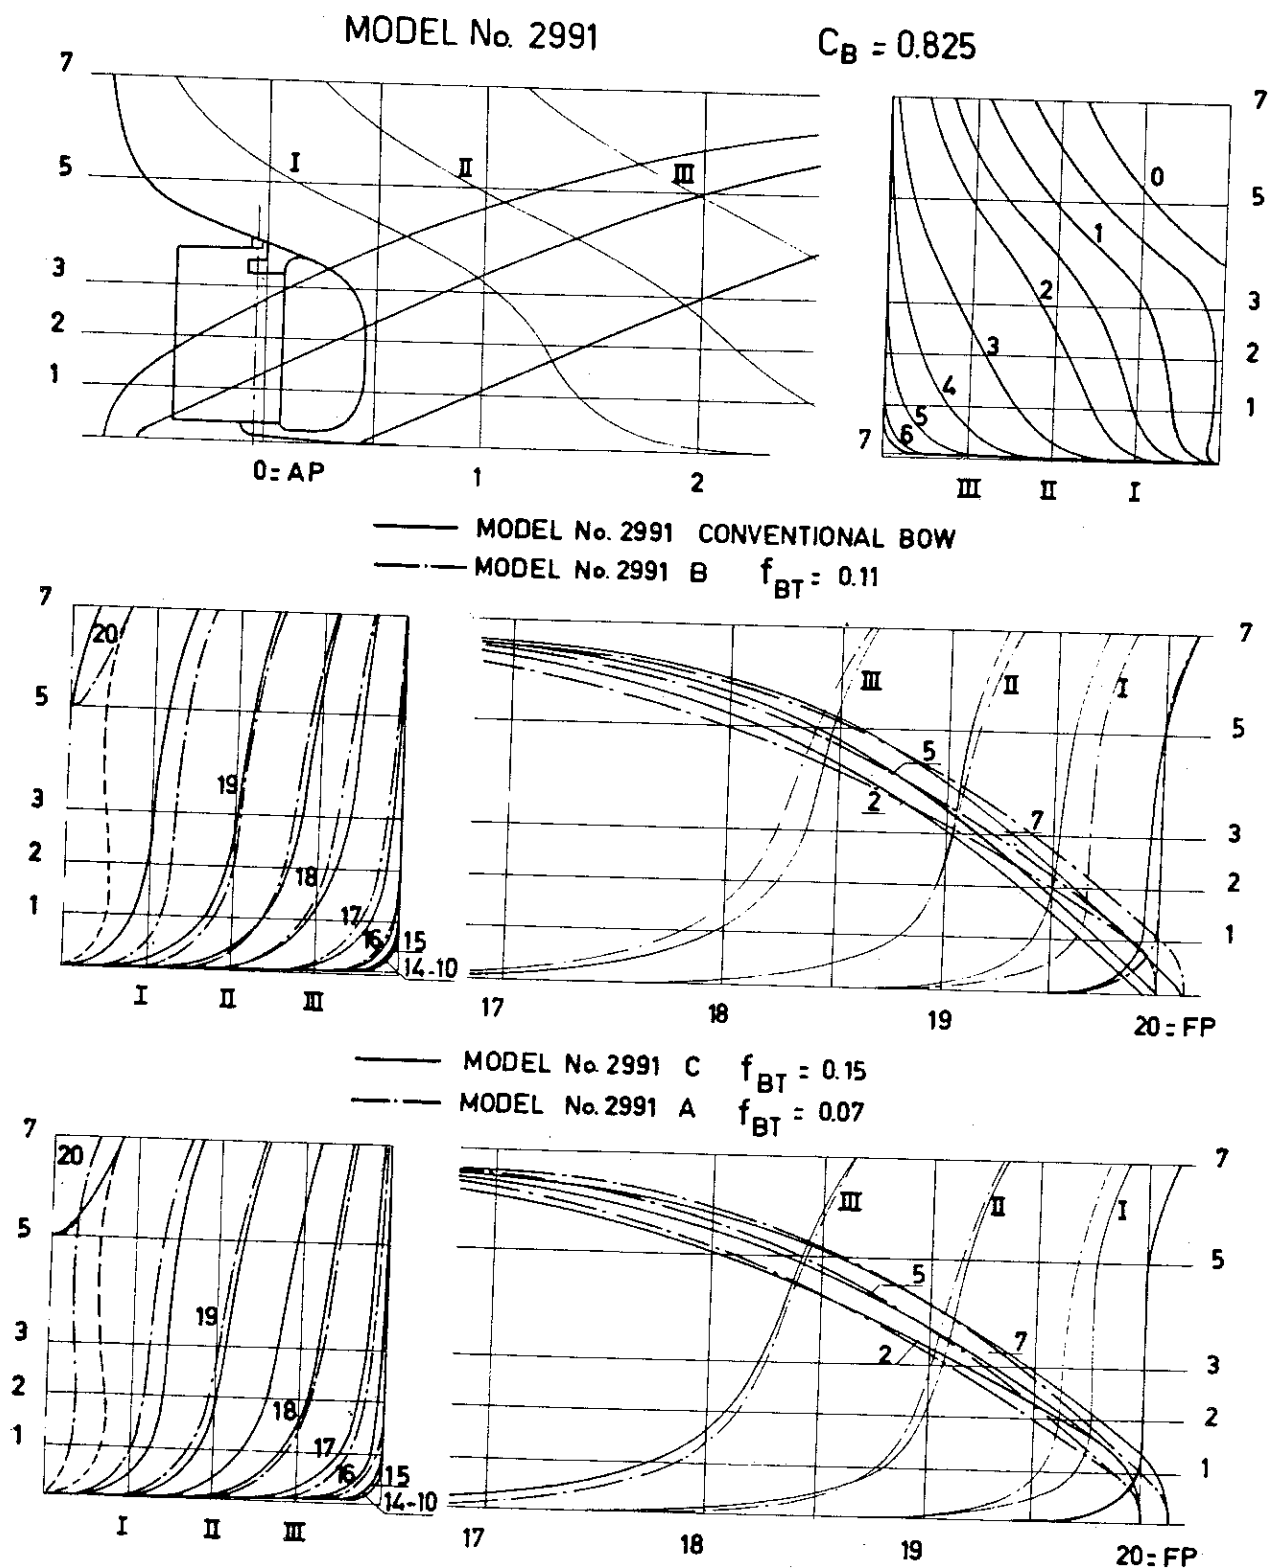 MODEL No. 2991
C_B = 0.825
7
5
3
2
1
I
II
III
0=AP
1
2
7
5
3
2
1
0
1
2
3
4
5
6
7
III
II
I
MODEL No. 2991 CONVENTIONAL BOW
MODEL No. 2991 B f_BT = 0.11
7
5
3
2
1
20
19
18
17
16
15
14-10
I
II
III
III
II
I
5
2
7
7
5
3
2
1
17
18
19
20=FP
MODEL No. 2991 C f_BT = 0.15
MODEL No. 2991 A f_BT = 0.07
7
5
3
2
1
20
19
18
17
16
15
14-10
I
II
III
III
II
I
5
2
7
7
5
3
2
1
17
18
19
20=FP